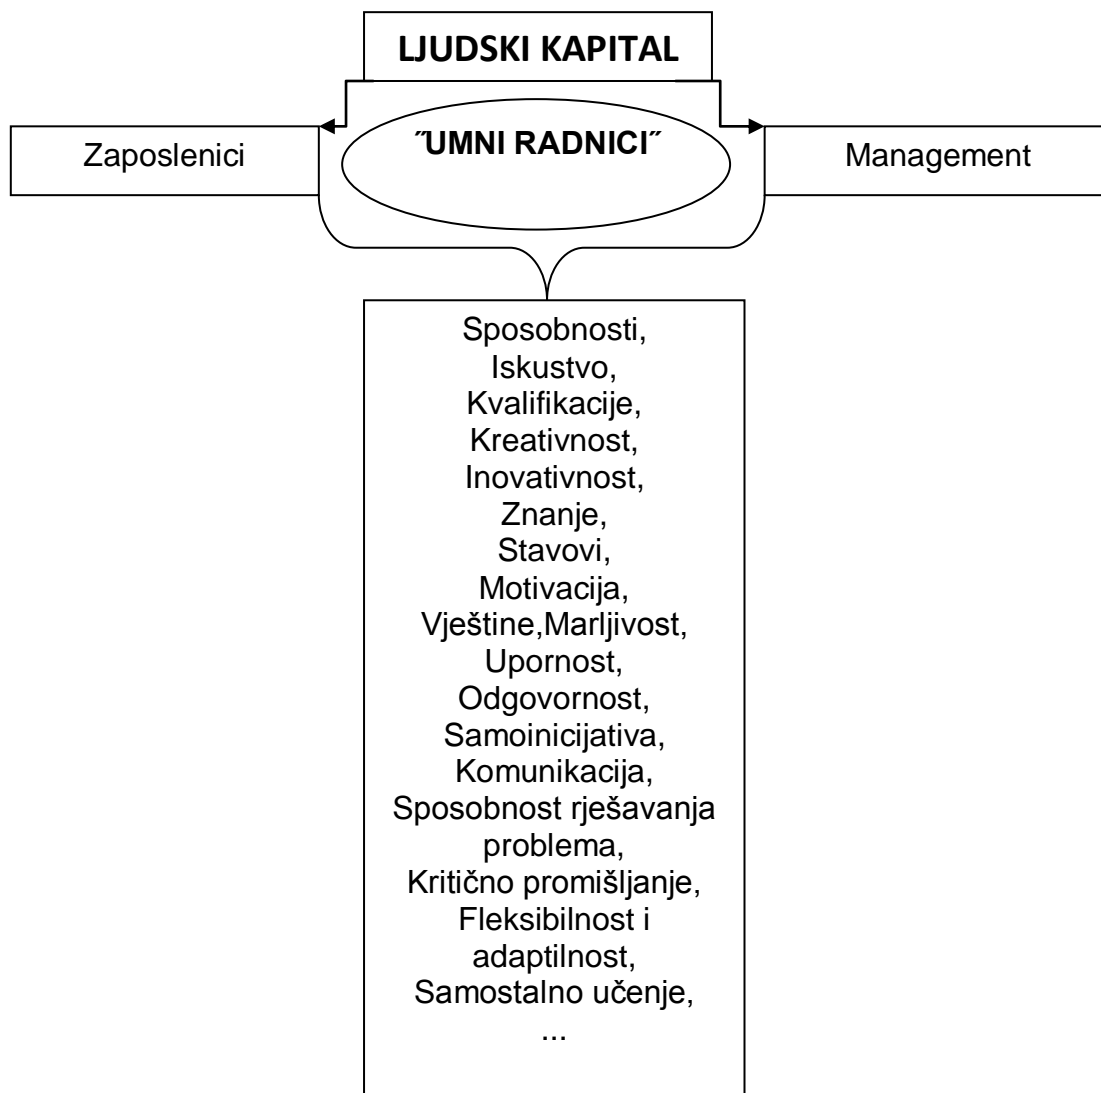 LJUDSKI KAPITAL
Zaposlenici
˝UMNI RADNICI˝
Management
Sposobnosti,
Iskustvo,
Kvalifikacije,
Kreativnost,
Inovativnost,
Znanje,
Stavovi,
Motivacija,
Vještine,Marljivost,
Upornost,
Odgovornost,
Samoinicijativa,
Komunikacija,
Sposobnost rješavanja
problema,
Kritično promišljanje,
Fleksibilnost i
adaptilnost,
Samostalno učenje,
...